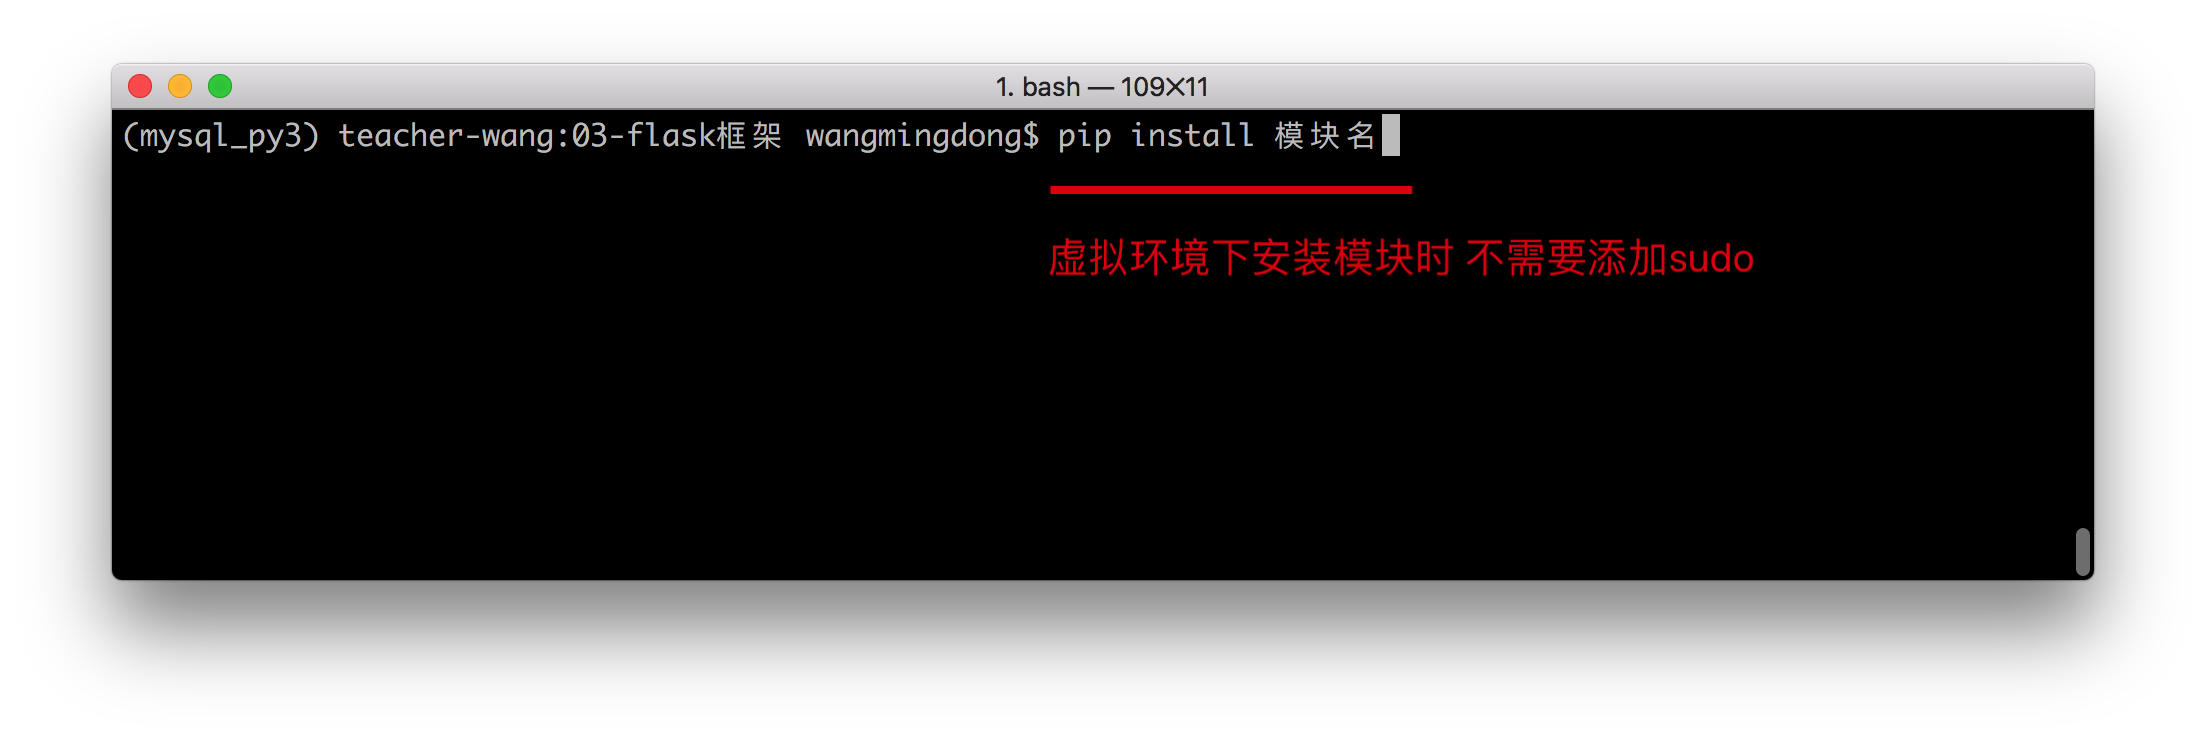 1. bash — 109×11
(mysql_py3) teacher-wang:03-flask框架 wangmingdong$ pip install 模块名
虚拟环境下安装模块时 不需要添加sudo